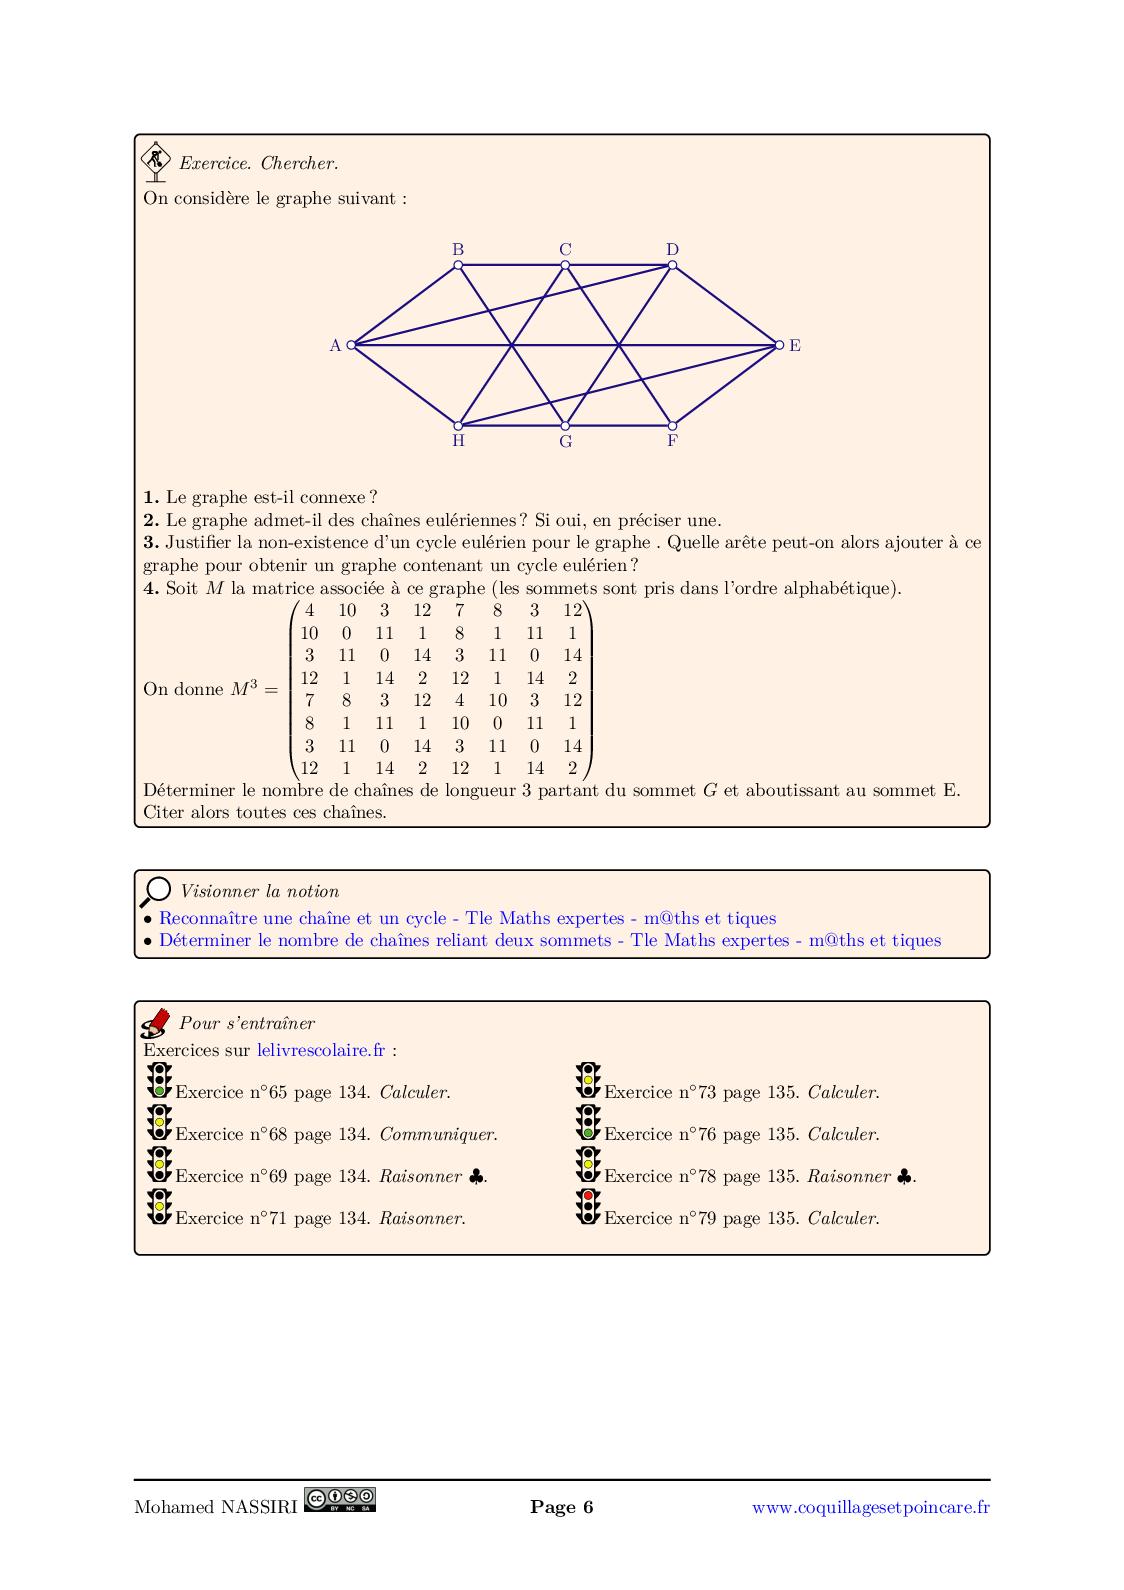 Exercice. Chercher.
On considère le graphe suivant :
B C D
A E
H G F
1. Le graphe est-il connexe ?
2. Le graphe admet-il des chaînes eulériennes ? Si oui, en préciser une.
3. Justifier la non-existence d'un cycle eulérien pour le graphe . Quelle arête peut-on alors ajouter à ce
graphe pour obtenir un graphe contenant un cycle eulérien ?
4. Soit M la matrice associée à ce graphe (les sommets sont pris dans l'ordre alphabétique).
4 10 3 12 7 8 3 12
10 0 11 1 8 1 11 1
3 11 0 14 3 11 0 14
12 1 14 2 12 1 14 2
On donne M³ =
7 8 3 12 4 10 3 12
8 1 11 1 10 0 11 1
3 11 0 14 3 11 0 14
12 1 14 2 12 1 14 2
Déterminer le nombre de chaînes de longueur 3 partant du sommet G et aboutissant au sommet E.
Citer alors toutes ces chaînes.
Visionner la notion
• Reconnaître une chaîne et un cycle - Tle Maths expertes - m@ths et tiques
• Déterminer le nombre de chaînes reliant deux sommets - Tle Maths expertes - m@ths et tiques
Pour s'entraîner
Exercices sur lelivrescolaire.fr :
Exercice n°65 page 134. Calculer.
Exercice n°68 page 134. Communiquer.
Exercice n°69 page 134. Raisonner ♣.
Exercice n°71 page 134. Raisonner.
Exercice n°73 page 135. Calculer.
Exercice n°76 page 135. Calculer.
Exercice n°78 page 135. Raisonner ♣.
Exercice n°79 page 135. Calculer.
Mohamed NASSIRI cc BY NC SA Page 6 www.coquillagesetpoincare.fr